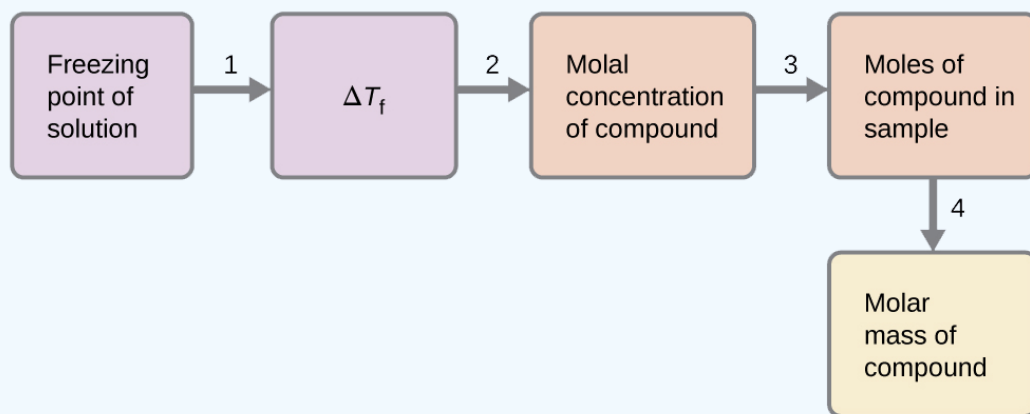 Freezing
point of
solution
1
ΔTf
2
Molal
concentration
of compound
3
Moles of
compound in
sample
4
Molar
mass of
compound